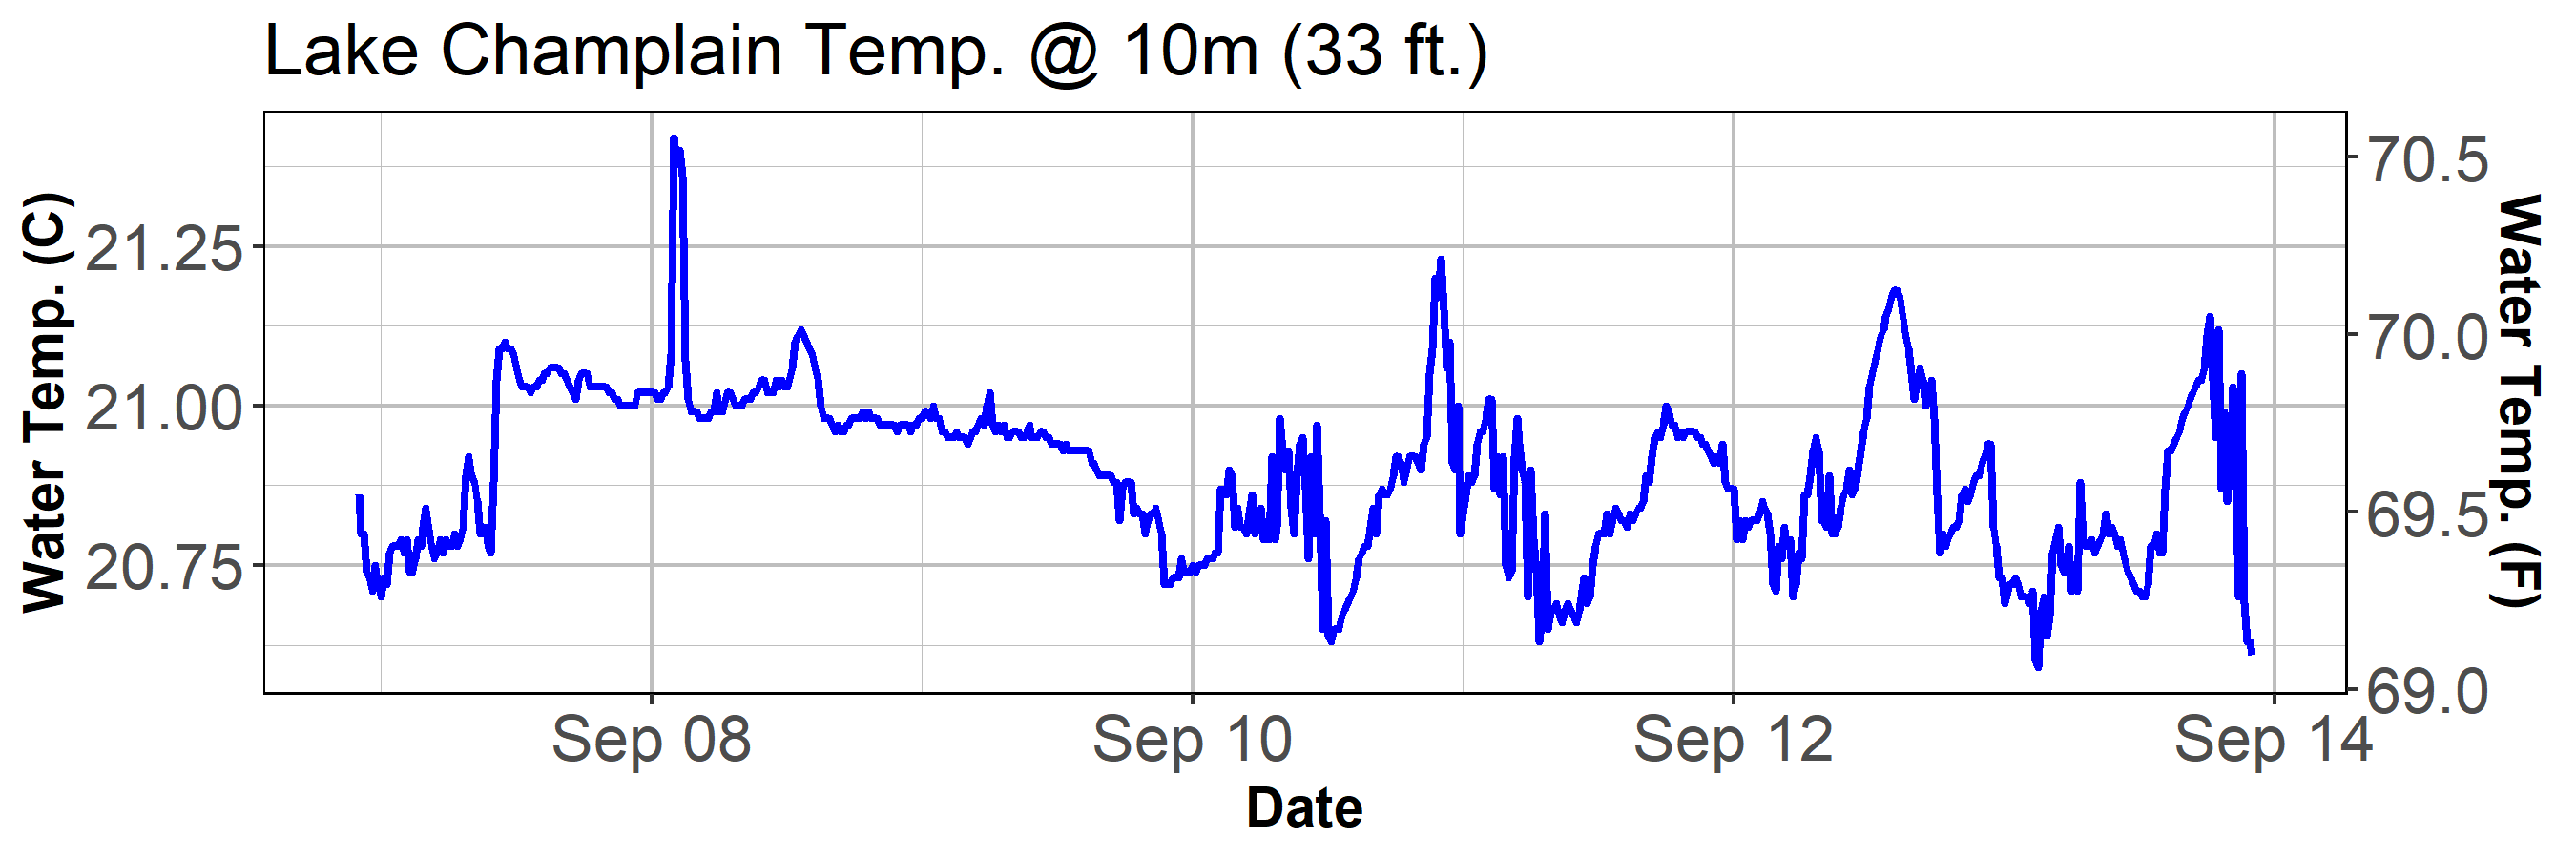 Lake Champlain Temp. @ 10m (33 ft.)
Water Temp. (C)
21.25
21.00
20.75
70.5
70.0
69.5
69.0
Water Temp. (F)
Sep 08
Sep 10
Sep 12
Sep 14
Date